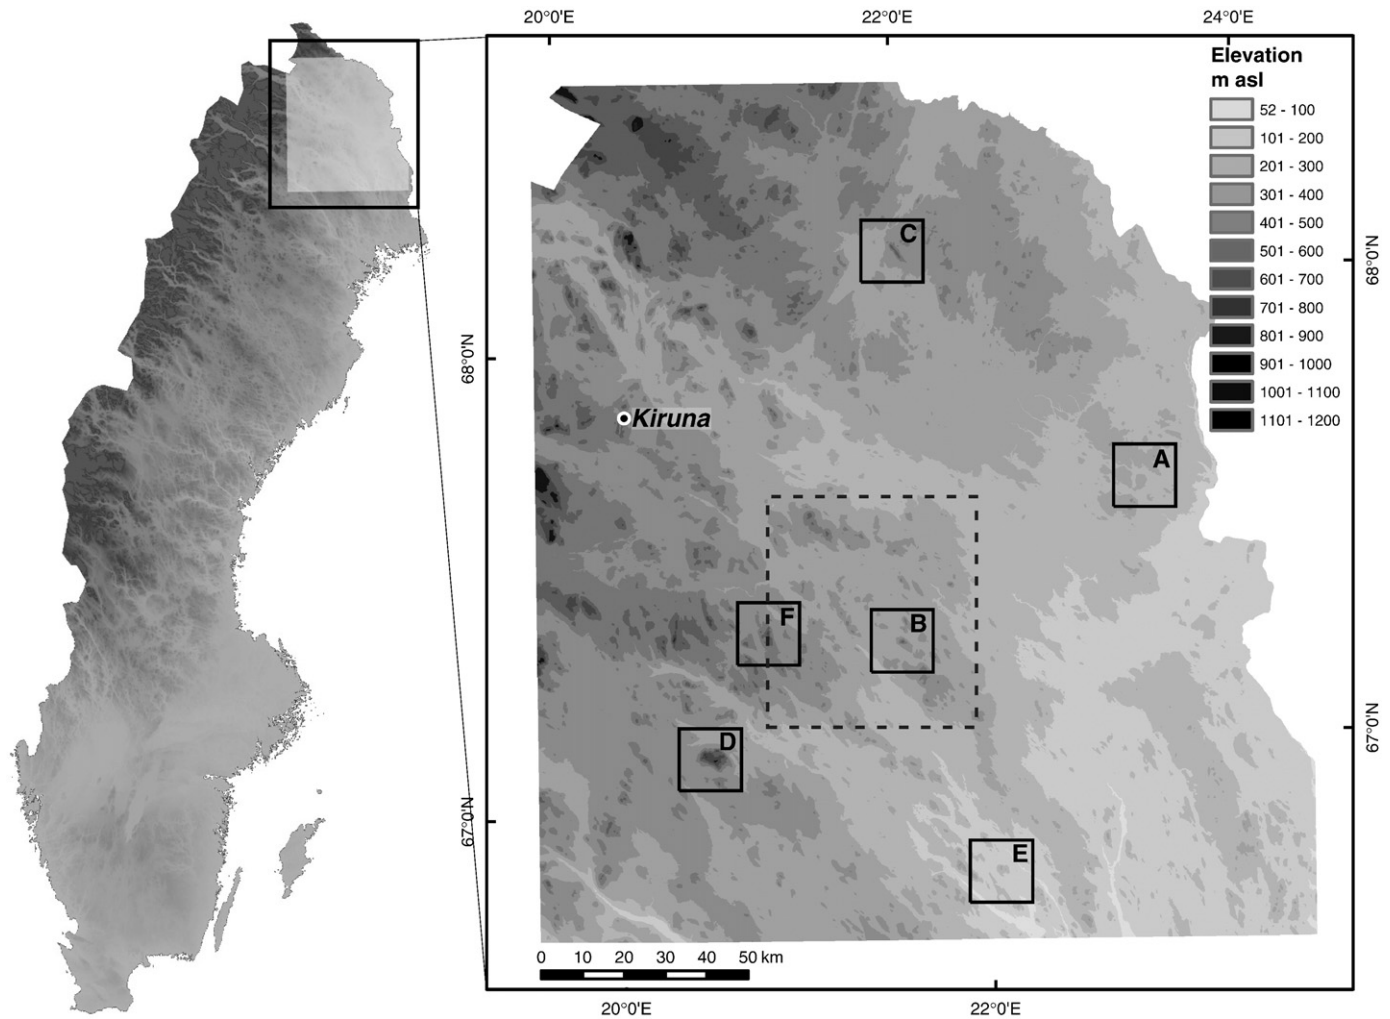 20°0'E 22°0'E 24°0'E
Elevation
m asl
52 - 100
101 - 200
201 - 300
301 - 400
401 - 500
501 - 600
601 - 700
701 - 800
801 - 900
901 - 1000
1001 - 1100
1101 - 1200
C
68°0'N
68°0'N
Kiruna
A
F
B
D
67°0'N
67°0'N
E
0 10 20 30 40 50 km
20°0'E 22°0'E